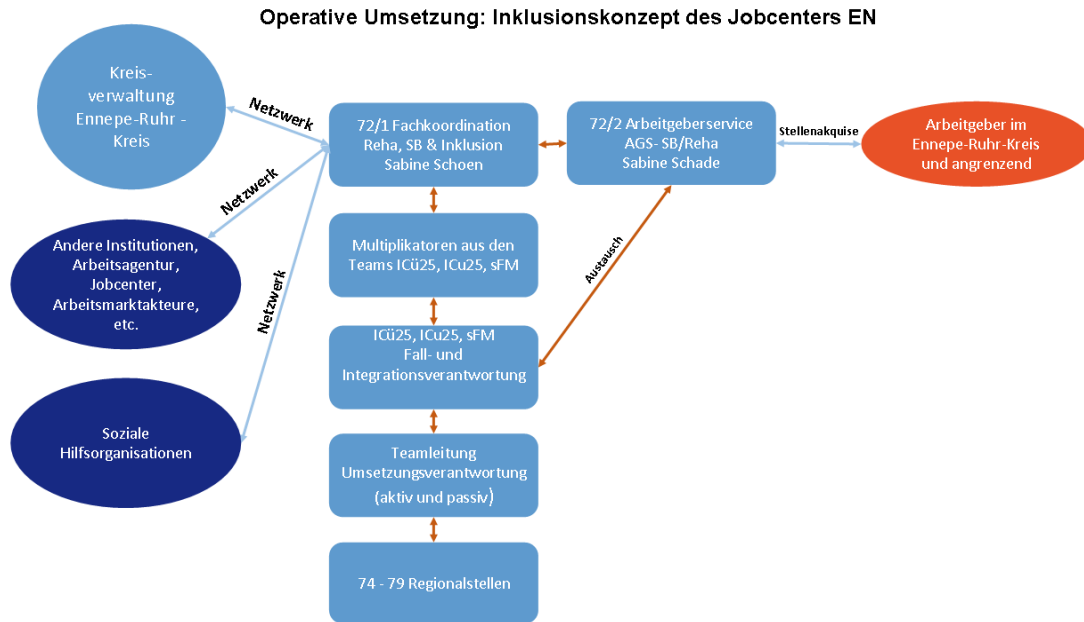 Operative Umsetzung: Inklusionskonzept des Jobcenters EN
Kreis-
verwaltung
Ennepe-Ruhr -
Kreis
Netzwerk
72/1 Fachkoordination
Reha, SB & Inklusion
Sabine Schoen
72/2 Arbeitgeberservice
AGS- SB/Reha
Sabine Schade
Stellenakquise
Arbeitgeber im
Ennepe-Ruhr-Kreis
und angrenzend
Netzwerk
Andere Institutionen,
Arbeitsagentur,
Jobcenter,
Arbeitsmarktakteure,
etc.
Netzwerk
Multiplikatoren aus den
Teams ICü25, ICu25, sFM
Austausch
ICü25, ICu25, sFM
Fall- und
Integrationsverantwortung
Soziale
Hilfsorganisationen
Teamleitung
Umsetzungsverantwortung
(aktiv und passiv)
74 - 79 Regionalstellen